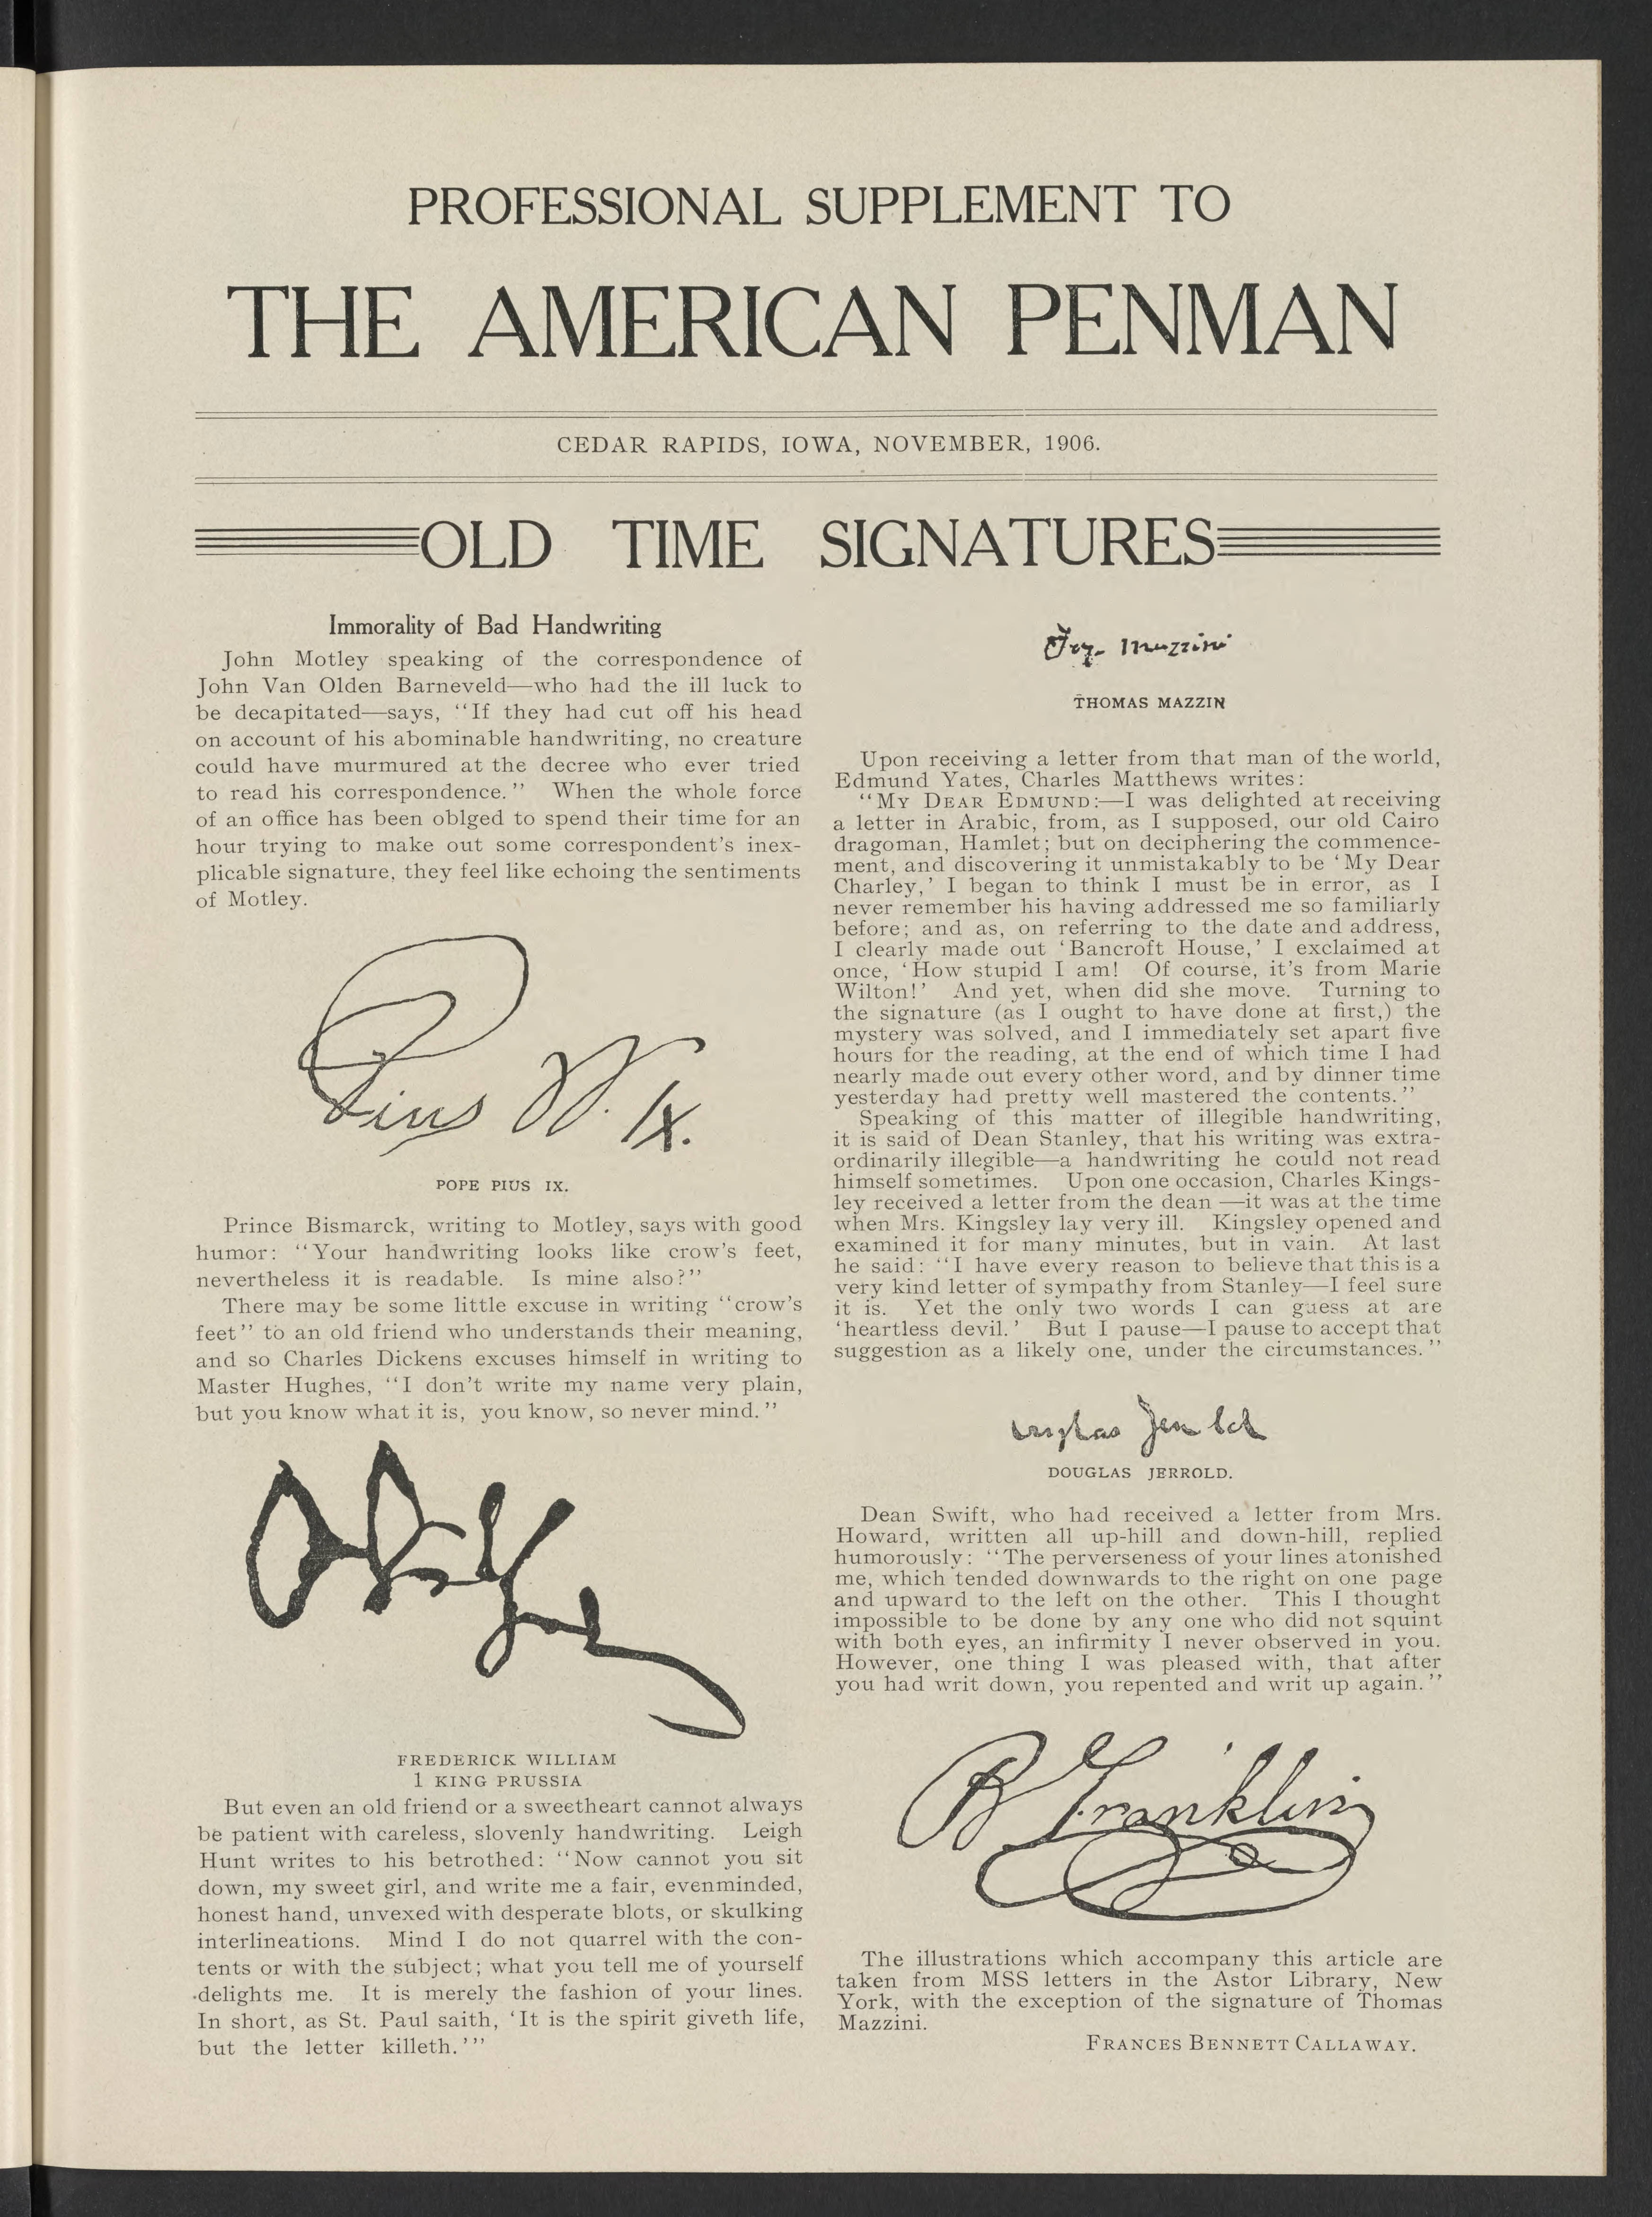 PROFESSIONAL SUPPLEMENT TO
THE AMERICAN PENMAN
CEDAR RAPIDS, IOWA, NOVEMBER, 1906.
OLD TIME SIGNATURES
Immorality of Bad Handwriting
John Motley speaking of the correspondence of
John Van Olden Barneveld—who had the ill luck to
be decapitated—says, “If they had cut off his head
on account of his abominable handwriting, no creature
could have murmured at the decree who ever tried
to read his correspondence.” When the whole force
of an office has been oblged to spend their time for an
hour trying to make out some correspondent's inex-
plicable signature, they feel like echoing the sentiments
of Motley.
Pius P.P. IX.
POPE PIUS IX.
Prince Bismarck, writing to Motley, says with good
humor: “Your handwriting looks like crow's feet,
nevertheless it is readable. Is mine also?”
There may be some little excuse in writing “crow's
feet” to an old friend who understands their meaning,
and so Charles Dickens excuses himself in writing to
Master Hughes, “I don't write my name very plain,
but you know what it is, you know, so never mind.”
FREDERICK WILLIAM
1 KING PRUSSIA
But even an old friend or a sweetheart cannot always
be patient with careless, slovenly handwriting. Leigh
Hunt writes to his betrothed: “Now cannot you sit
down, my sweet girl, and write me a fair, evenminded,
honest hand, unvexed with desperate blots, or skulking
interlineations. Mind I do not quarrel with the con-
tents or with the subject; what you tell me of yourself
delights me. It is merely the fashion of your lines.
In short, as St. Paul saith, ‘It is the spirit giveth life,
but the letter killeth.’”
Mazzini
THOMAS MAZZIN
Upon receiving a letter from that man of the world,
Edmund Yates, Charles Matthews writes:
“MY DEAR EDMUND:—I was delighted at receiving
a letter in Arabic, from, as I supposed, our old Cairo
dragoman, Hamlet; but on deciphering the commence-
ment, and discovering it unmistakably to be ‘My Dear
Charley,’ I began to think I must be in error, as I
never remember his having addressed me so familiarly
before; and as, on referring to the date and address,
I clearly made out ‘Bancroft House,’ I exclaimed at
once, ‘How stupid I am! Of course, it's from Marie
Wilton!’ And yet, when did she move. Turning to
the signature (as I ought to have done at first,) the
mystery was solved, and I immediately set apart five
hours for the reading, at the end of which time I had
nearly made out every other word, and by dinner time
yesterday had pretty well mastered the contents.”
Speaking of this matter of illegible handwriting,
it is said of Dean Stanley, that his writing was extra-
ordinarily illegible—a handwriting he could not read
himself sometimes. Upon one occasion, Charles Kings-
ley received a letter from the dean —it was at the time
when Mrs. Kingsley lay very ill. Kingsley opened and
examined it for many minutes, but in vain. At last
he said: “I have every reason to believe that this is a
very kind letter of sympathy from Stanley—I feel sure
it is. Yet the only two words I can guess at are
‘heartless devil.’ But I pause—I pause to accept that
suggestion as a likely one, under the circumstances.”
Douglas Jerrold
DOUGLAS JERROLD.
Dean Swift, who had received a letter from Mrs.
Howard, written all up-hill and down-hill, replied
humorously: “The perverseness of your lines atonished
me, which tended downwards to the right on one page
and upward to the left on the other. This I thought
impossible to be done by any one who did not squint
with both eyes, an infirmity I never observed in you.
However, one thing I was pleased with, that after
you had writ down, you repented and writ up again.”
B Franklin
The illustrations which accompany this article are
taken from MSS letters in the Astor Library, New
York, with the exception of the signature of Thomas
Mazzini.
FRANCES BENNETT CALLAWAY.